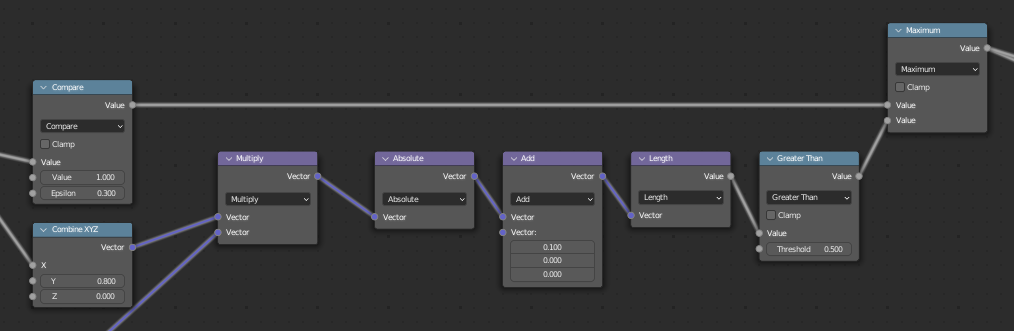 Maximum
Value
Maximum
Clamp
Value
Value
Compare
Value
Compare
Clamp
Value
Value 1.000
Epsilon 0.300
Multiply
Vector
Multiply
Vector
Vector
Absolute
Vector
Absolute
Vector
Add
Vector
Add
Vector
Vector:
0.100
0.000
0.000
Length
Value
Length
Vector
Greater Than
Value
Greater Than
Clamp
Value
Threshold 0.500
Combine XYZ
Vector
X
Y 0.800
Z 0.000